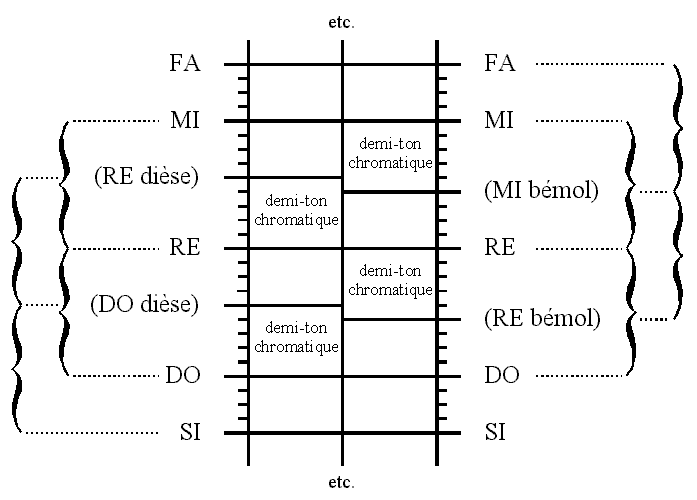 etc.
FA FA
MI MI
demi-ton
chromatique
(RE dièse) (MI bémol)
demi-ton
chromatique
RE RE
demi-ton
chromatique
(DO dièse) (RE bémol)
demi-ton
chromatique
DO DO
SI SI
etc.